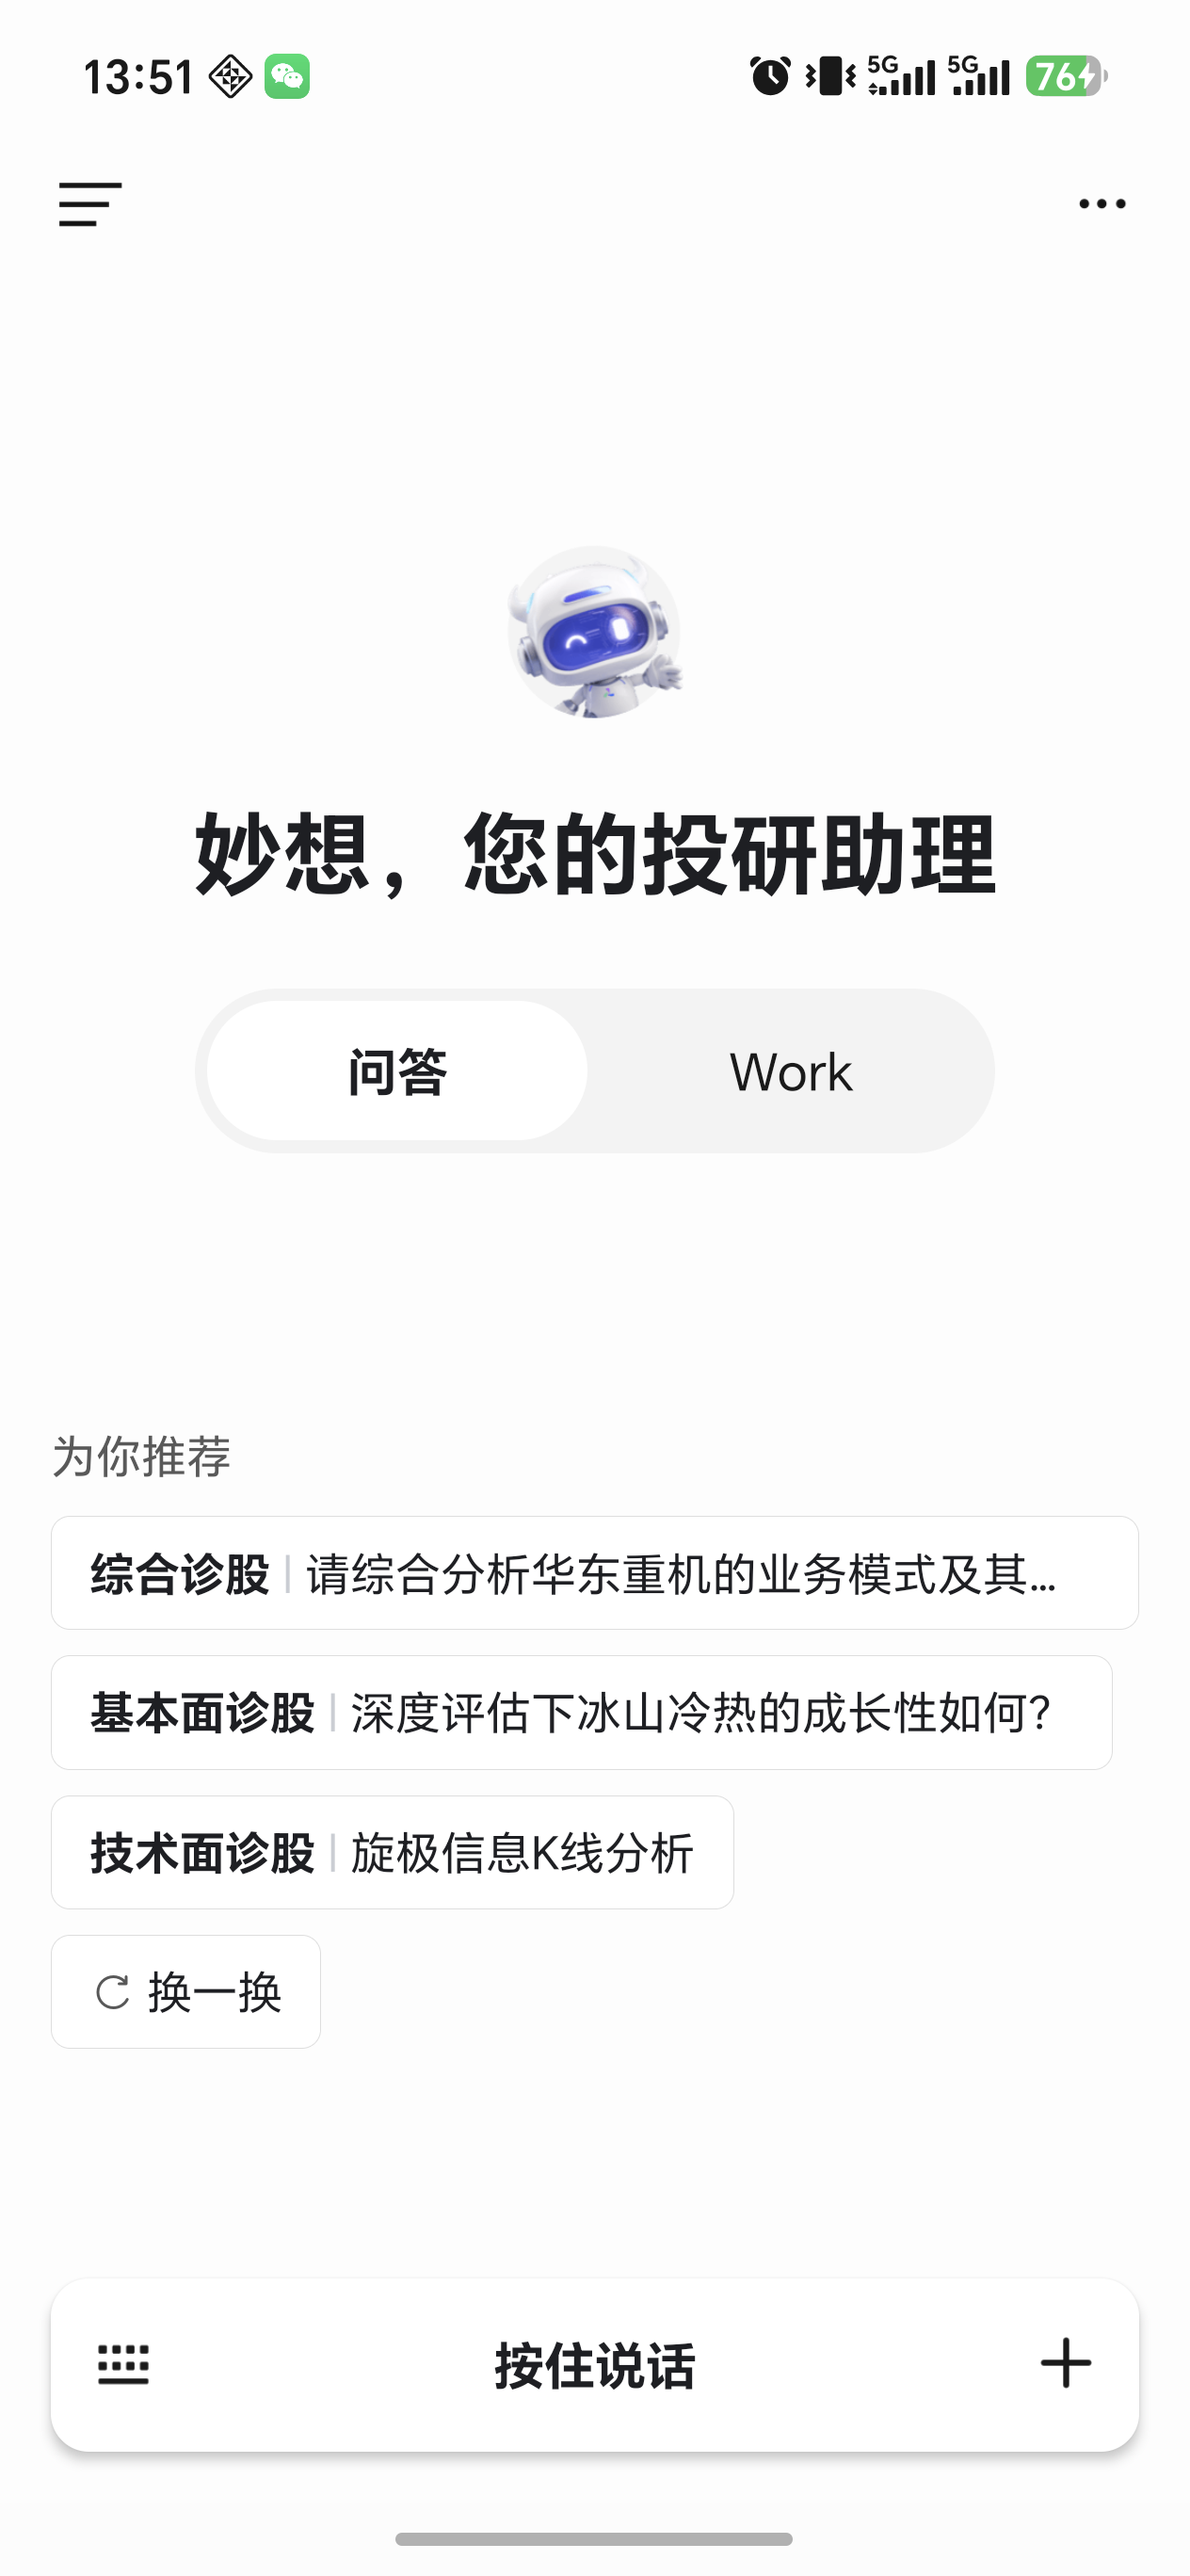 13:51
5G 5G 76
妙想，您的投研助理
问答 Work
为你推荐
综合诊股 | 请综合分析华东重机的业务模式及其...
基本面诊股 | 深度评估下冰山冷热的成长性如何?
技术面诊股 | 旋极信息K线分析
换一换
按住说话